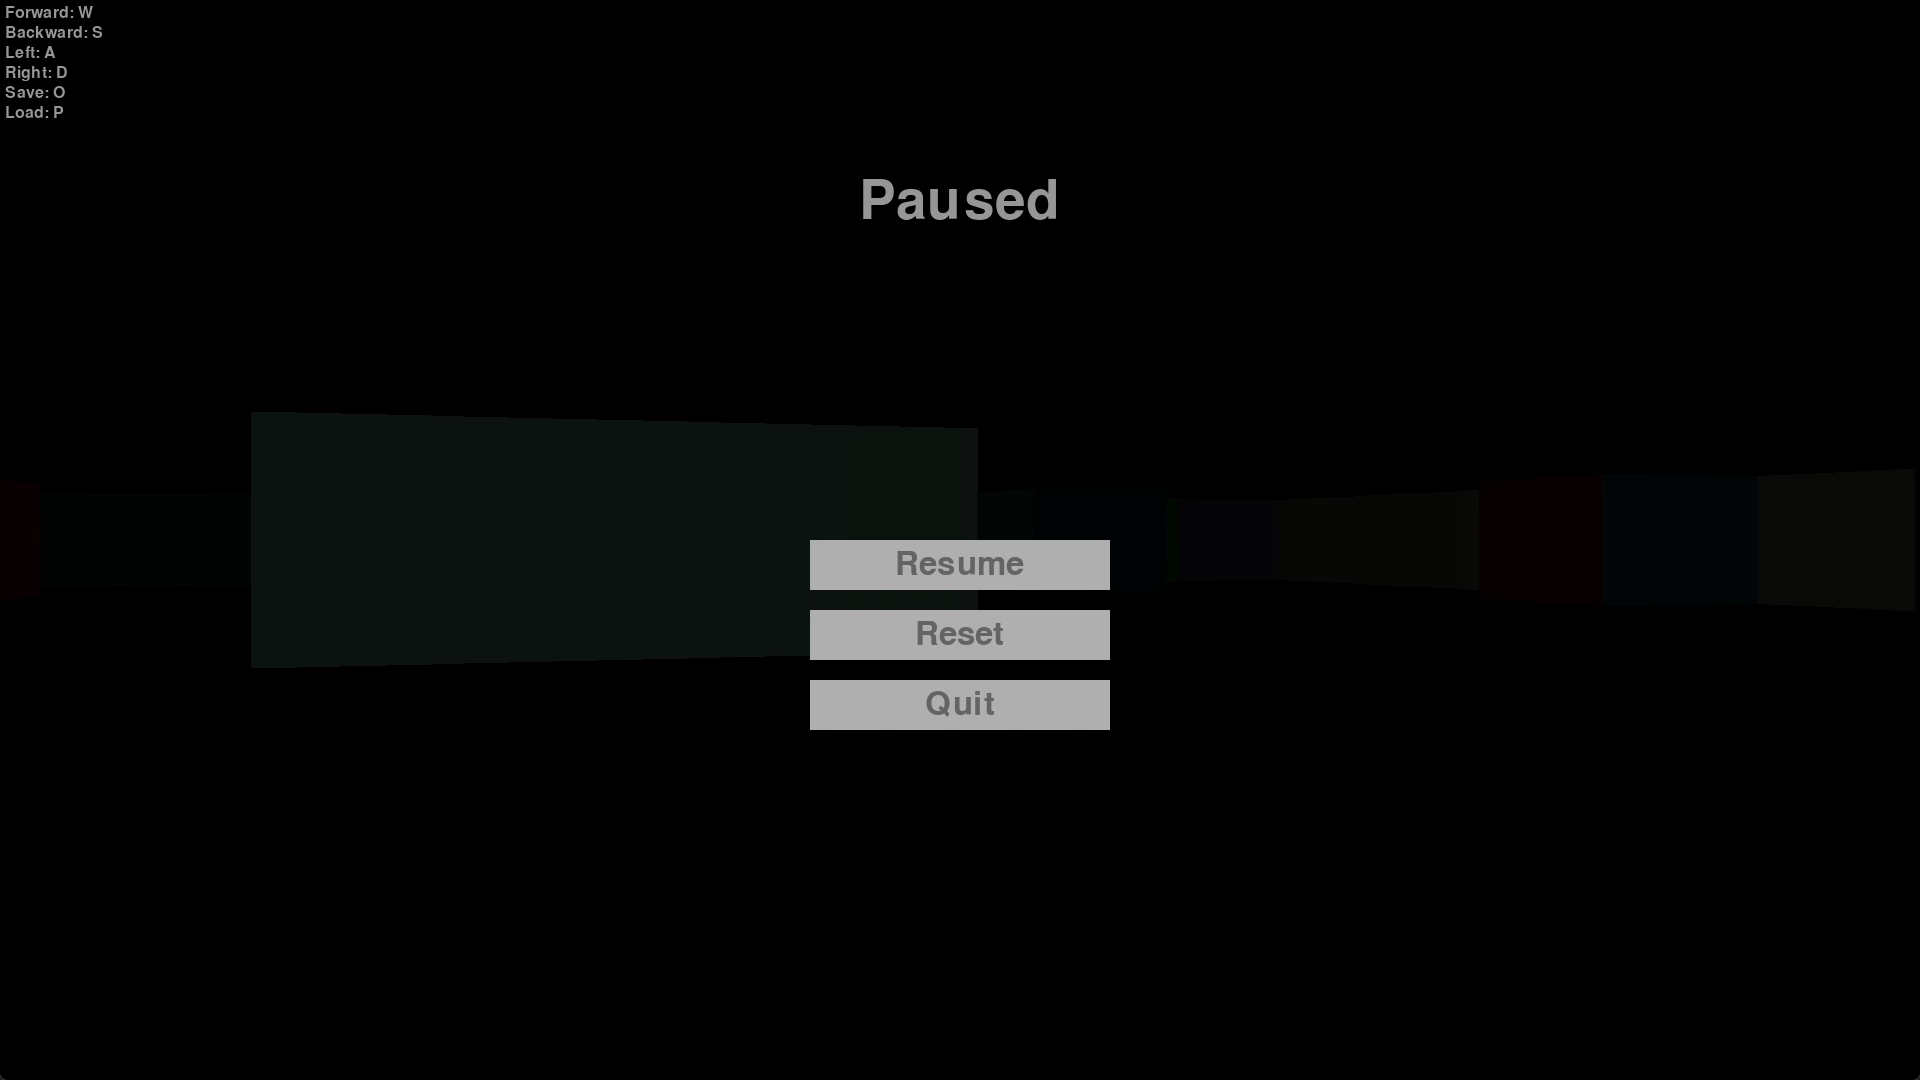 Forward: W
Backward: S
Left: A
Right: D
Save: O
Load: P
Paused
Resume
Reset
Quit